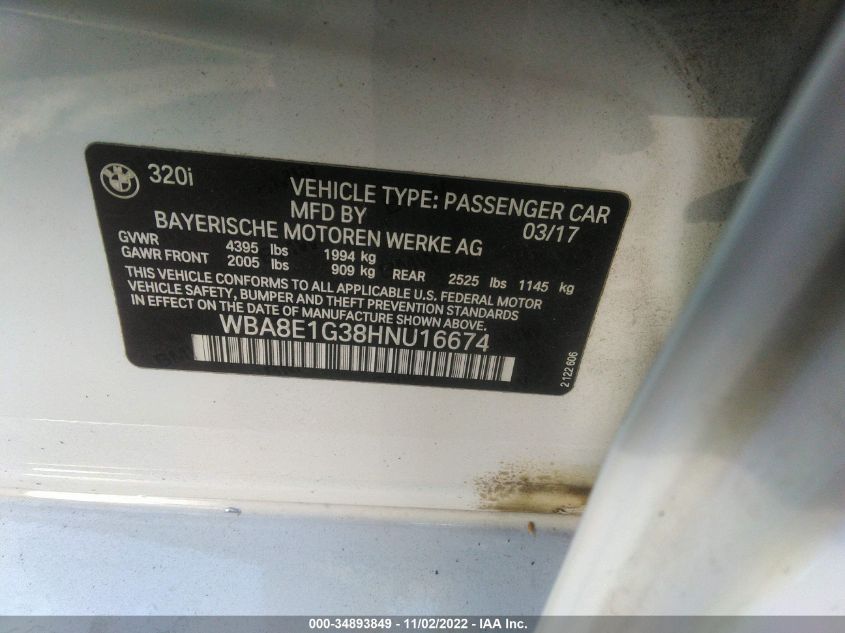 320i
VEHICLE TYPE: PASSENGER CAR
MFD BY 03/17
BAYERISCHE MOTOREN WERKE AG
GVWR 4395 lbs 1994 kg
GAWR FRONT 2005 lbs 909 kg REAR 2525 lbs 1145 kg
THIS VEHICLE CONFORMS TO ALL APPLICABLE U.S. FEDERAL MOTOR
VEHICLE SAFETY, BUMPER AND THEFT PREVENTION STANDARDS
IN EFFECT ON THE DATE OF MANUFACTURE SHOWN ABOVE.
WBA8E1G38HNU16674
2 122 606
000-34893849 - 11/02/2022 - IAA Inc.